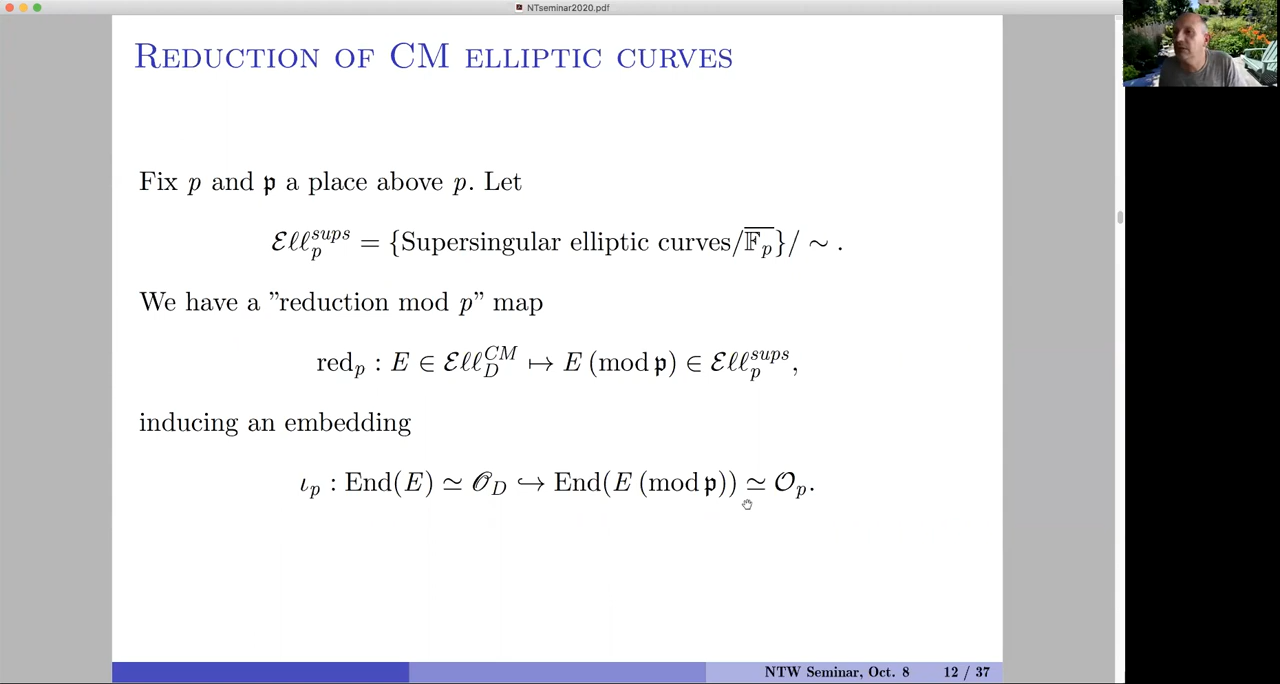 NTseminar2020.pdf
REDUCTION OF CM ELLIPTIC CURVES
Fix p and 𝔭 a place above p. Let
ℰℓℓ_p^{sups} = {Supersingular elliptic curves/\overline{𝔽_p}}/ ∼ .
We have a ”reduction mod p” map
red_p : E ∈ ℰℓℓ_D^{CM} ↦ E (mod 𝔭) ∈ ℰℓℓ_p^{sups},
inducing an embedding
ι_p : End(E) ≃ 𝒪_D ↪ End(E (mod 𝔭)) ≃ 𝒪_p.
NTW Seminar, Oct. 8 12 / 37